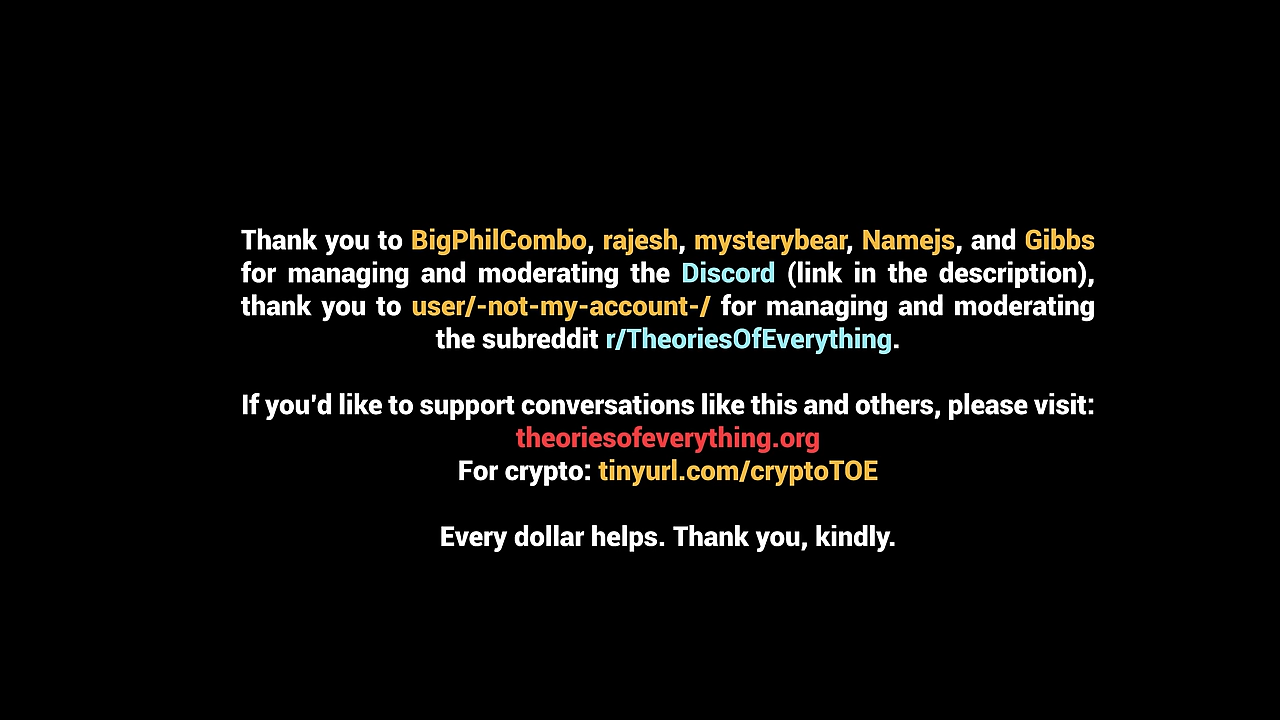 Thank you to BigPhilCombo, rajesh, mysterybear, Namejs, and Gibbs
for managing and moderating the Discord (link in the description),
thank you to user/-not-my-account-/ for managing and moderating
the subreddit r/TheoriesOfEverything.
If you'd like to support conversations like this and others, please visit:
theoriesofeverything.org
For crypto: tinyurl.com/cryptoTOE
Every dollar helps. Thank you, kindly.